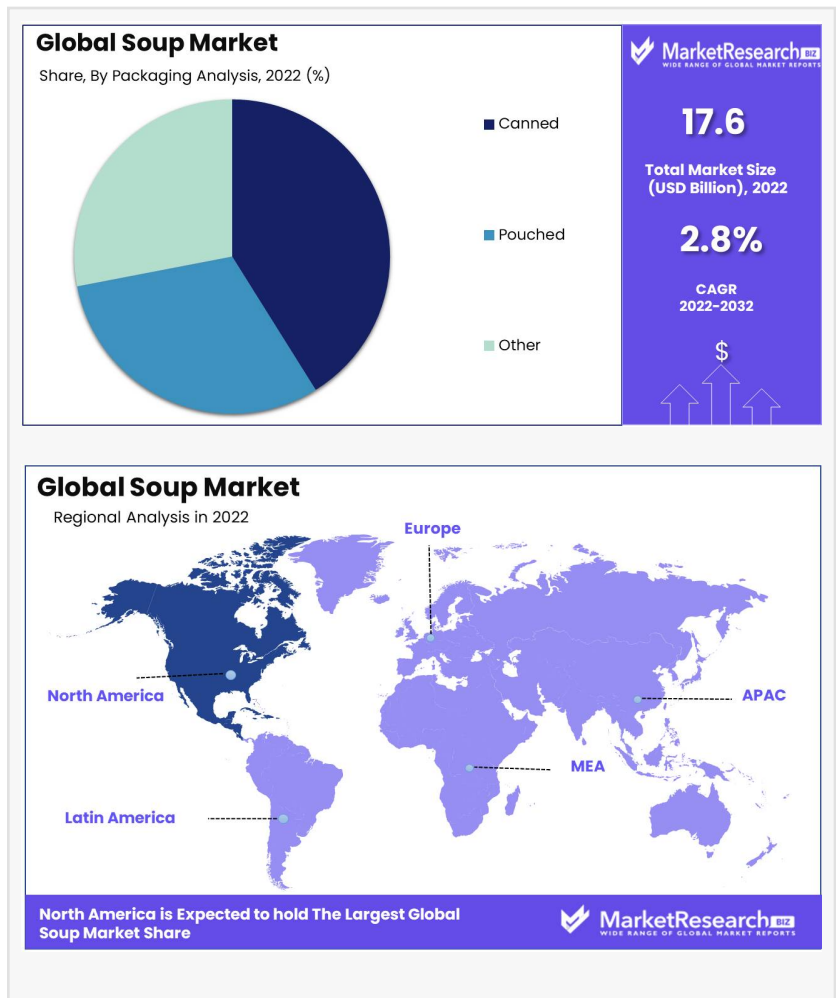 Global Soup Market
Share, By Packaging Analysis, 2022 (%)
Canned
Pouched
Other
MarketResearch BIZ
WIDE RANGE OF GLOBAL MARKET REPORTS
17.6
Total Market Size
(USD Billion), 2022
2.8%
CAGR
2022-2032
$
Global Soup Market
Regional Analysis in 2022
Europe
North America
APAC
MEA
Latin America
North America is Expected to hold The Largest Global
Soup Market Share
MarketResearch BIZ
WIDE RANGE OF GLOBAL MARKET REPORTS